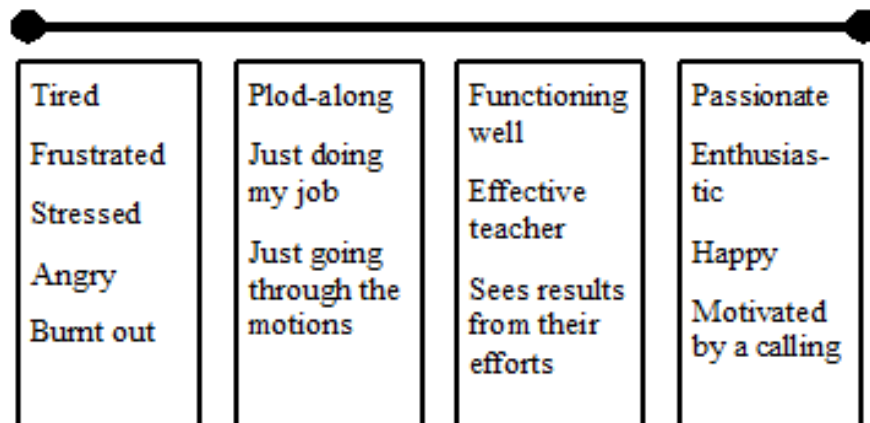 Tired
Frustrated
Stressed
Angry
Burnt out
Plod-along
Just doing
my job
Just going
through the
motions
Functioning
well
Effective
teacher
Sees results
from their
efforts
Passionate
Enthusias-
tic
Happy
Motivated
by a calling